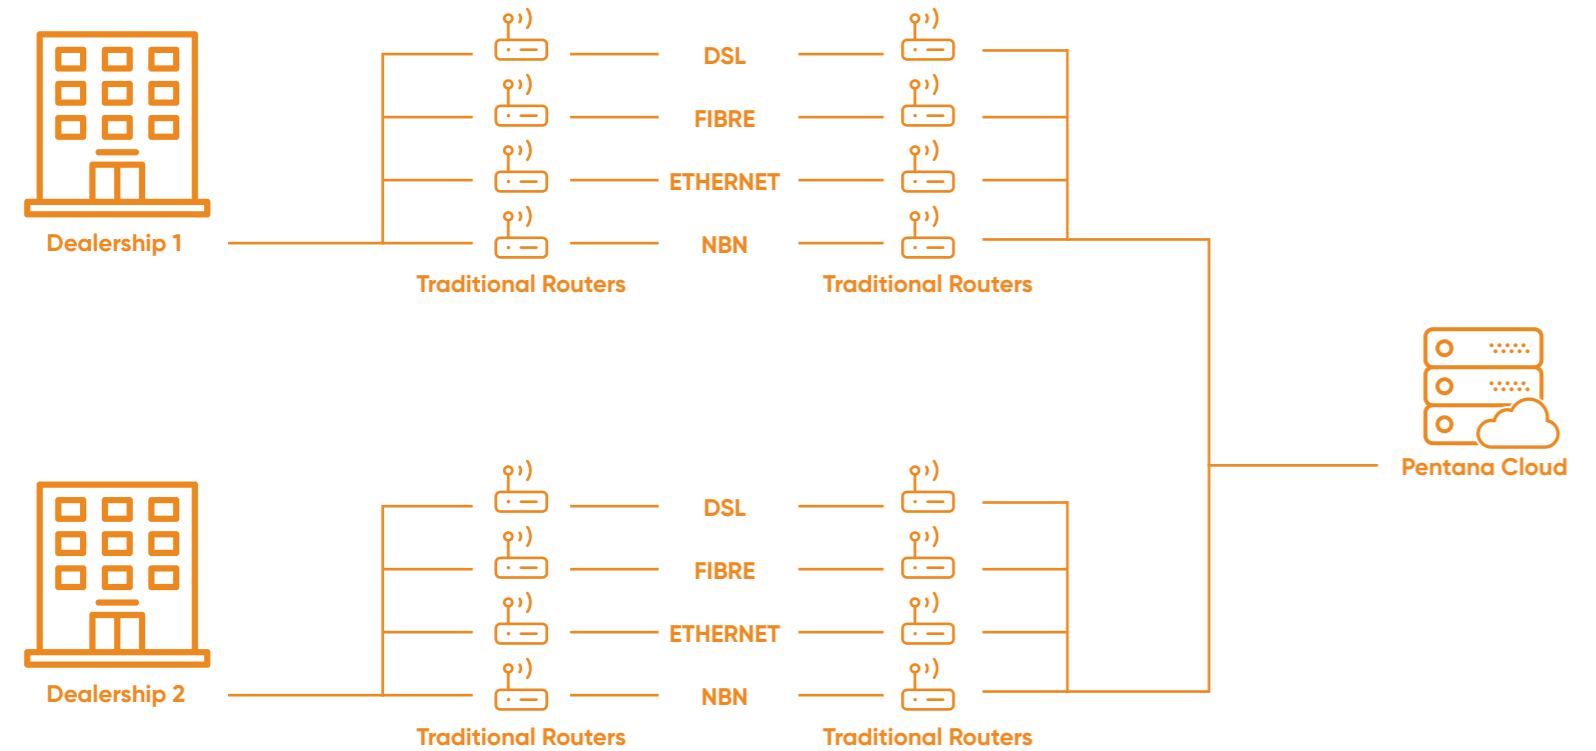 DSL
FIBRE
ETHERNET
Dealership 1
NBN
Traditional Routers
Traditional Routers
Pentana Cloud
DSL
FIBRE
ETHERNET
Dealership 2
NBN
Traditional Routers
Traditional Routers